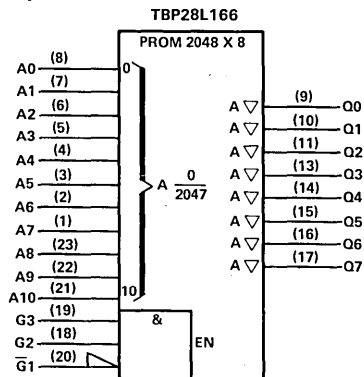 TBP28L166
PROM 2048 X 8
A0 (8) 0
A1 (7)
A2 (6)
A3 (5)
A4 (4)
A5 (3)
A6 (2)
A7 (1)
A8 (23)
A9 (22)
A10 (21) 10
A 0/2047
A ▽ (9) Q0
A ▽ (10) Q1
A ▽ (11) Q2
A ▽ (13) Q3
A ▽ (14) Q4
A ▽ (15) Q5
A ▽ (16) Q6
A ▽ (17) Q7
G3 (19)
G2 (18)
G̅1 (20)
&
EN